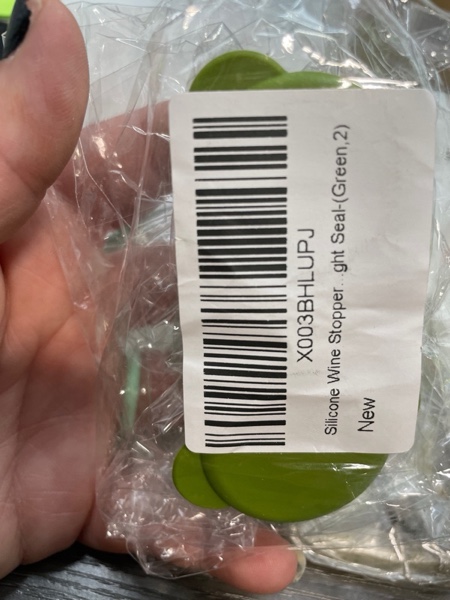 X003BHLUPJ
Silicone Wine Stopper...ght Seal-(Green,2)
New